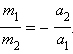 m₁/m₂ = − a₂/a₁.